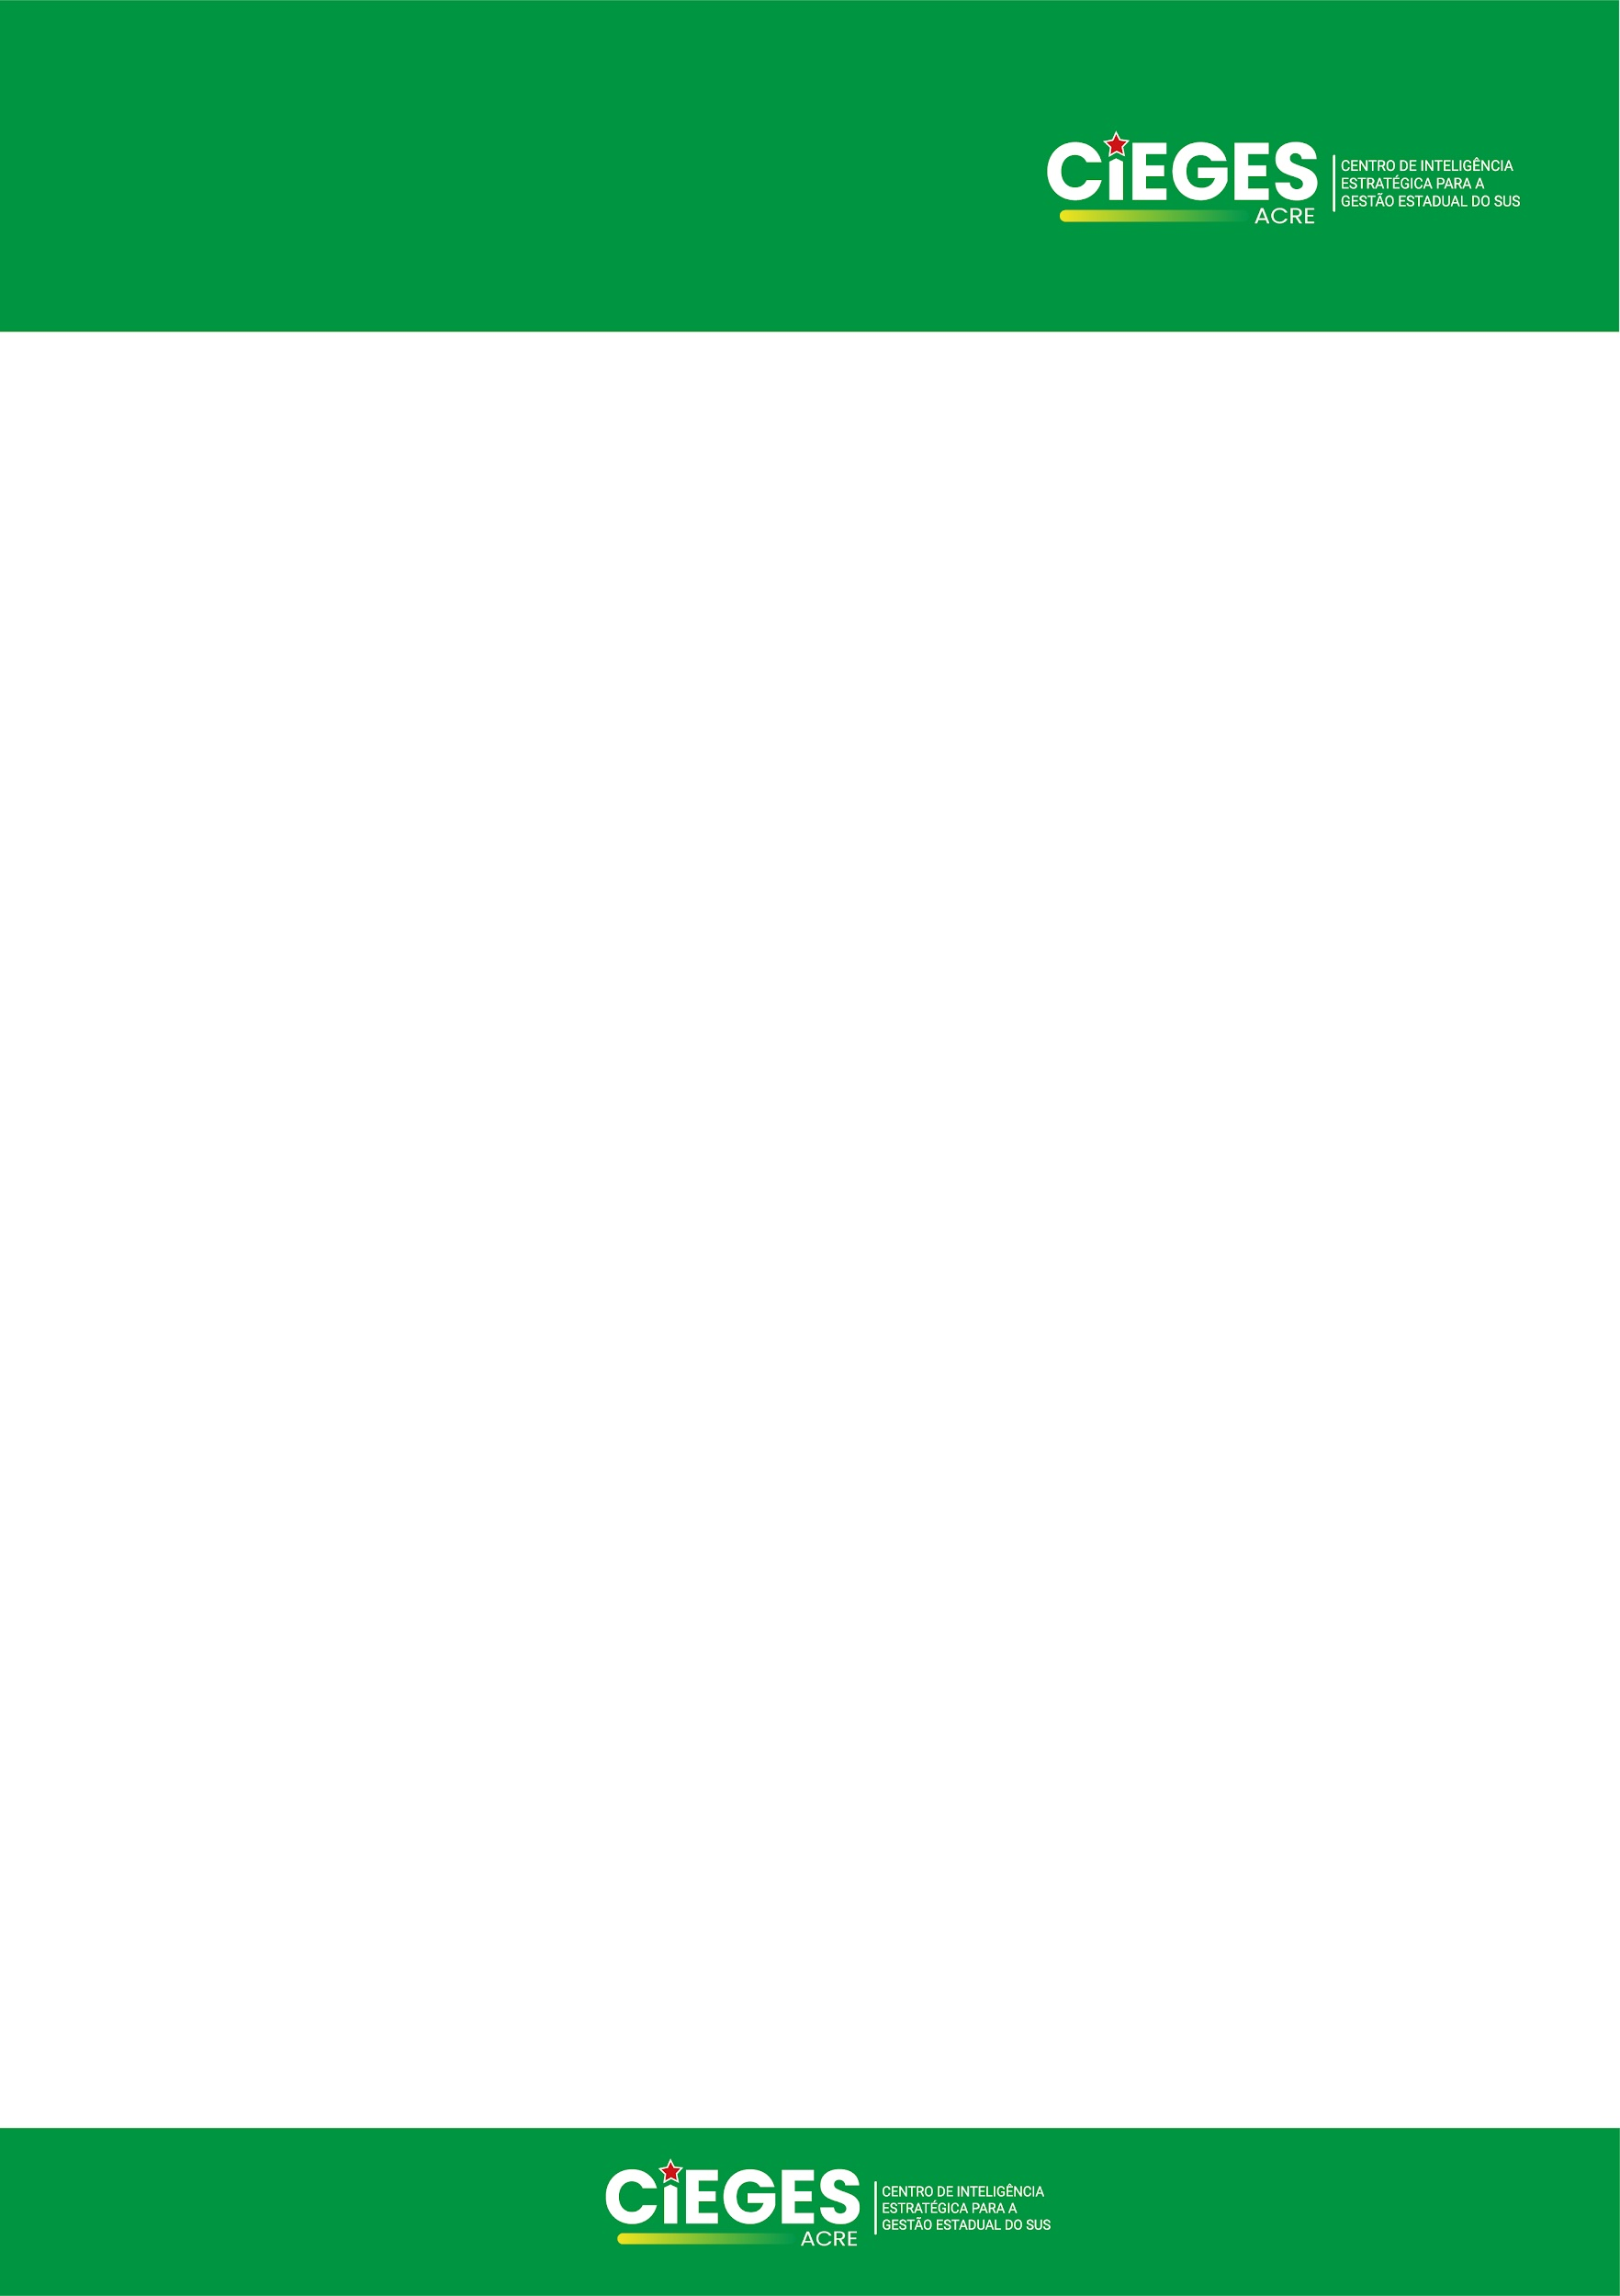 CiEGES
ACRE
CENTRO DE INTELIGÊNCIA
ESTRATÉGICA PARA A
GESTÃO ESTADUAL DO SUS
CiEGES
ACRE
CENTRO DE INTELIGÊNCIA
ESTRATÉGICA PARA A
GESTÃO ESTADUAL DO SUS